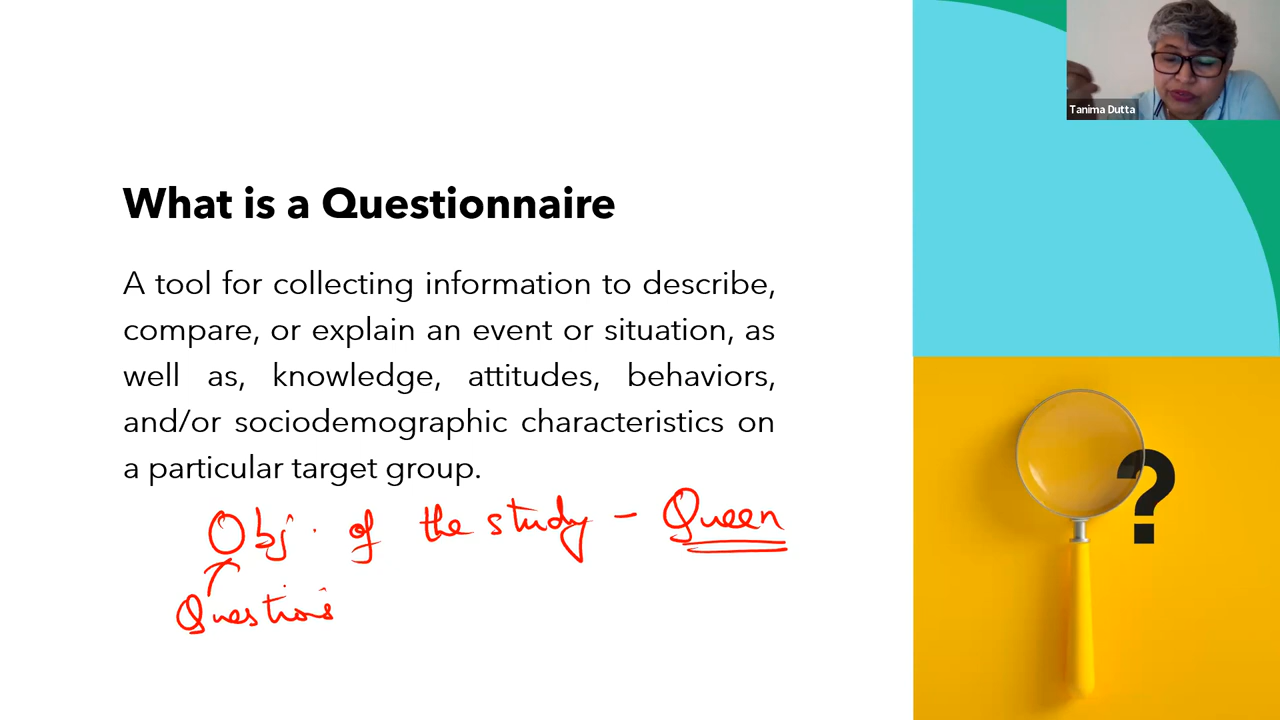 Tanima Dutta
What is a Questionnaire
A tool for collecting information to describe,
compare, or explain an event or situation, as
well as, knowledge, attitudes, behaviors,
and/or sociodemographic characteristics on
a particular target group.
Obj. of the study - Queen
Questions
?